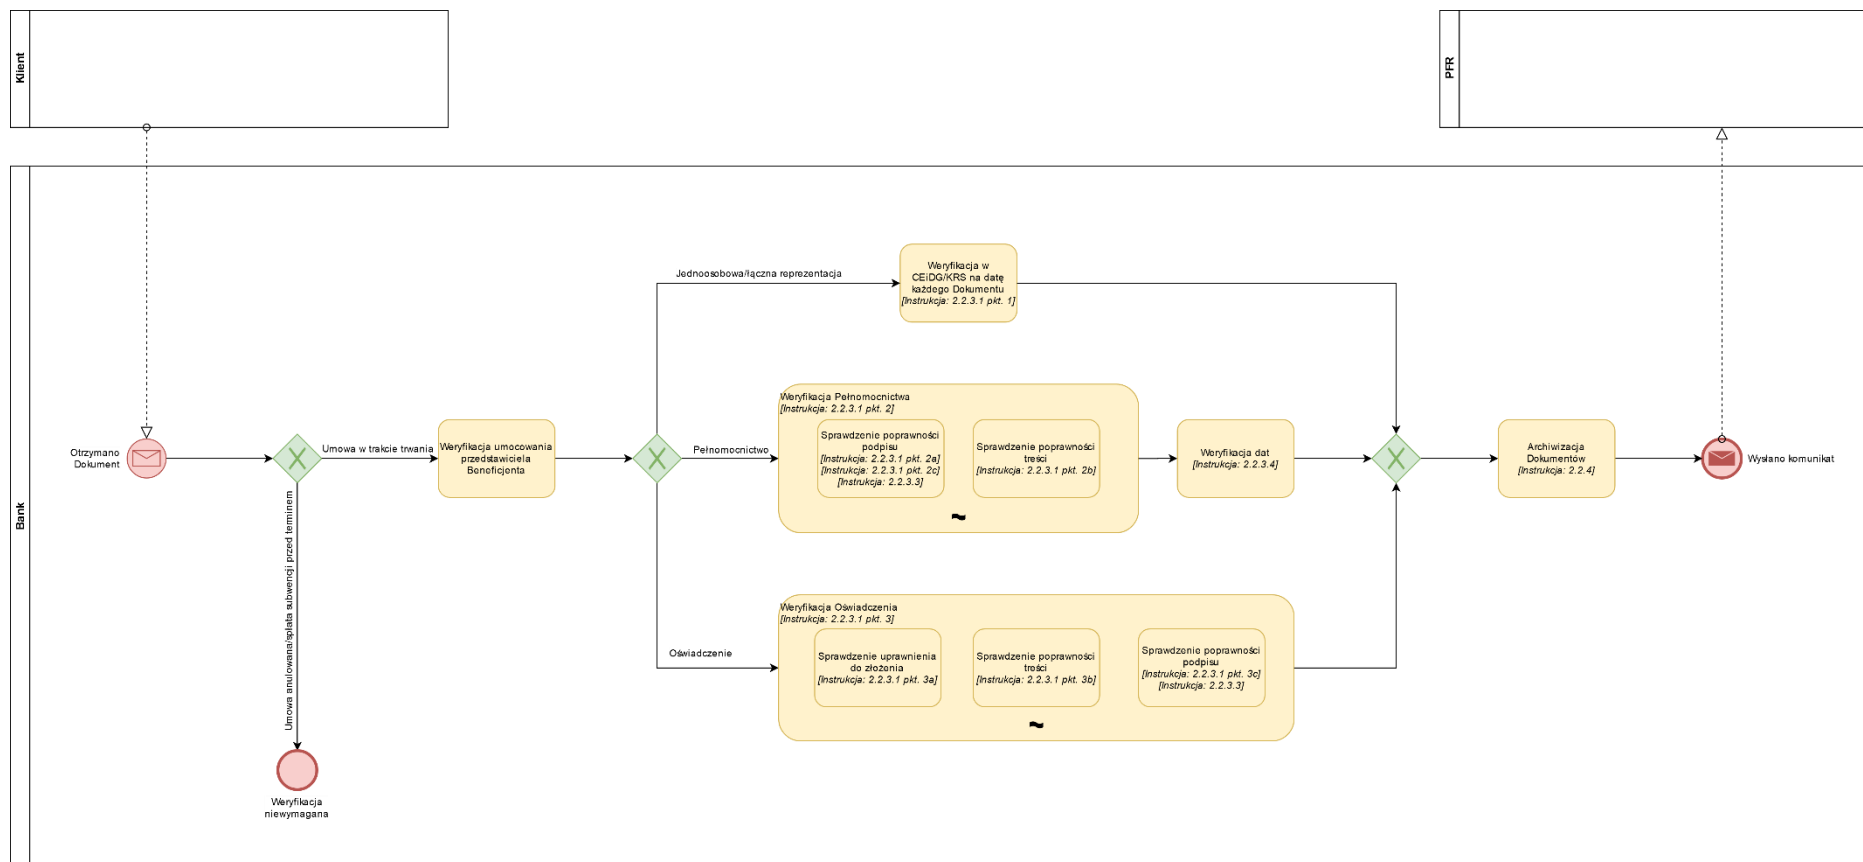 Klient
PFR
Bank
Otrzymano
Dokument
Umowa w trakcie trwania
Umowa anulowana/spłata subwencji przed terminem
Weryfikacja
niewymagana
Weryfikacja umocowania
przedstawiciela
Beneficjenta
Jednoosobowa/łączna reprezentacja
Pełnomocnictwo
Oświadczenie
Weryfikacja w
CEiDG/KRS na datę
każdego Dokumentu
[Instrukcja: 2.2.3.1 pkt. 1]
Weryfikacja Pełnomocnictwa
[Instrukcja: 2.2.3.1 pkt. 2]
Sprawdzenie poprawności
podpisu
[Instrukcja: 2.2.3.1 pkt. 2a]
[Instrukcja: 2.2.3.1 pkt. 2c]
[Instrukcja: 2.2.3.3]
Sprawdzenie poprawności
treści
[Instrukcja: 2.2.3.1 pkt. 2b]
Weryfikacja dat
[Instrukcja: 2.2.3.4]
Weryfikacja Oświadczenia
[Instrukcja: 2.2.3.1 pkt. 3]
Sprawdzenie uprawnienia
do złożenia
[Instrukcja: 2.2.3.1 pkt. 3a]
Sprawdzenie poprawności
treści
[Instrukcja: 2.2.3.1 pkt. 3b]
Sprawdzenie poprawności
podpisu
[Instrukcja: 2.2.3.1 pkt. 3c]
[Instrukcja: 2.2.3.3]
Archiwizacja
Dokumentów
[Instrukcja: 2.2.4]
Wysłano komunikat